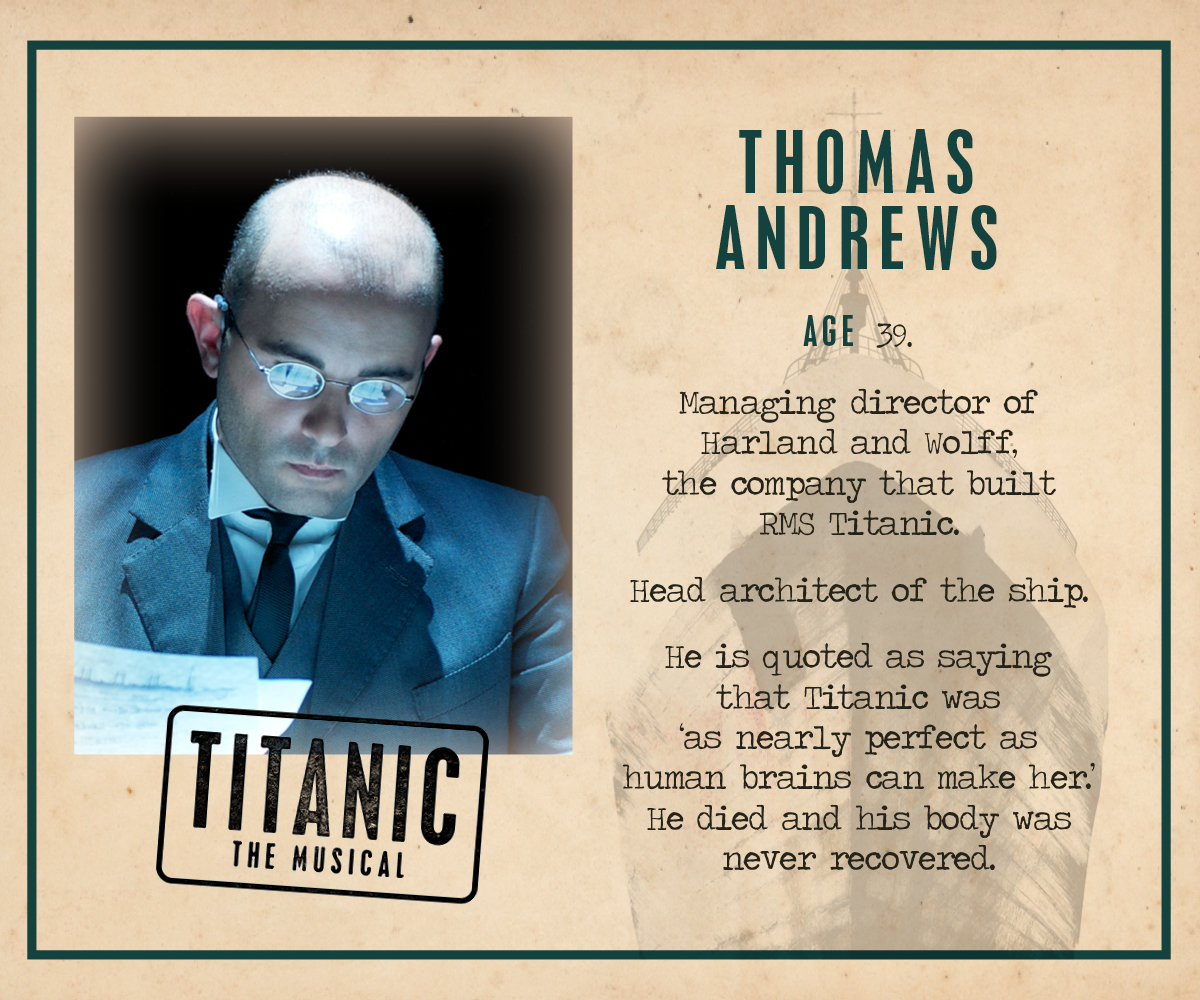 THOMAS
ANDREWS
AGE 39.
Managing director of
Harland and Wolff,
the company that built
RMS Titanic.
Head architect of the ship.
He is quoted as saying
that Titanic was
‘as nearly perfect as
human brains can make her.’
He died and his body was
never recovered.
TITANIC
THE MUSICAL